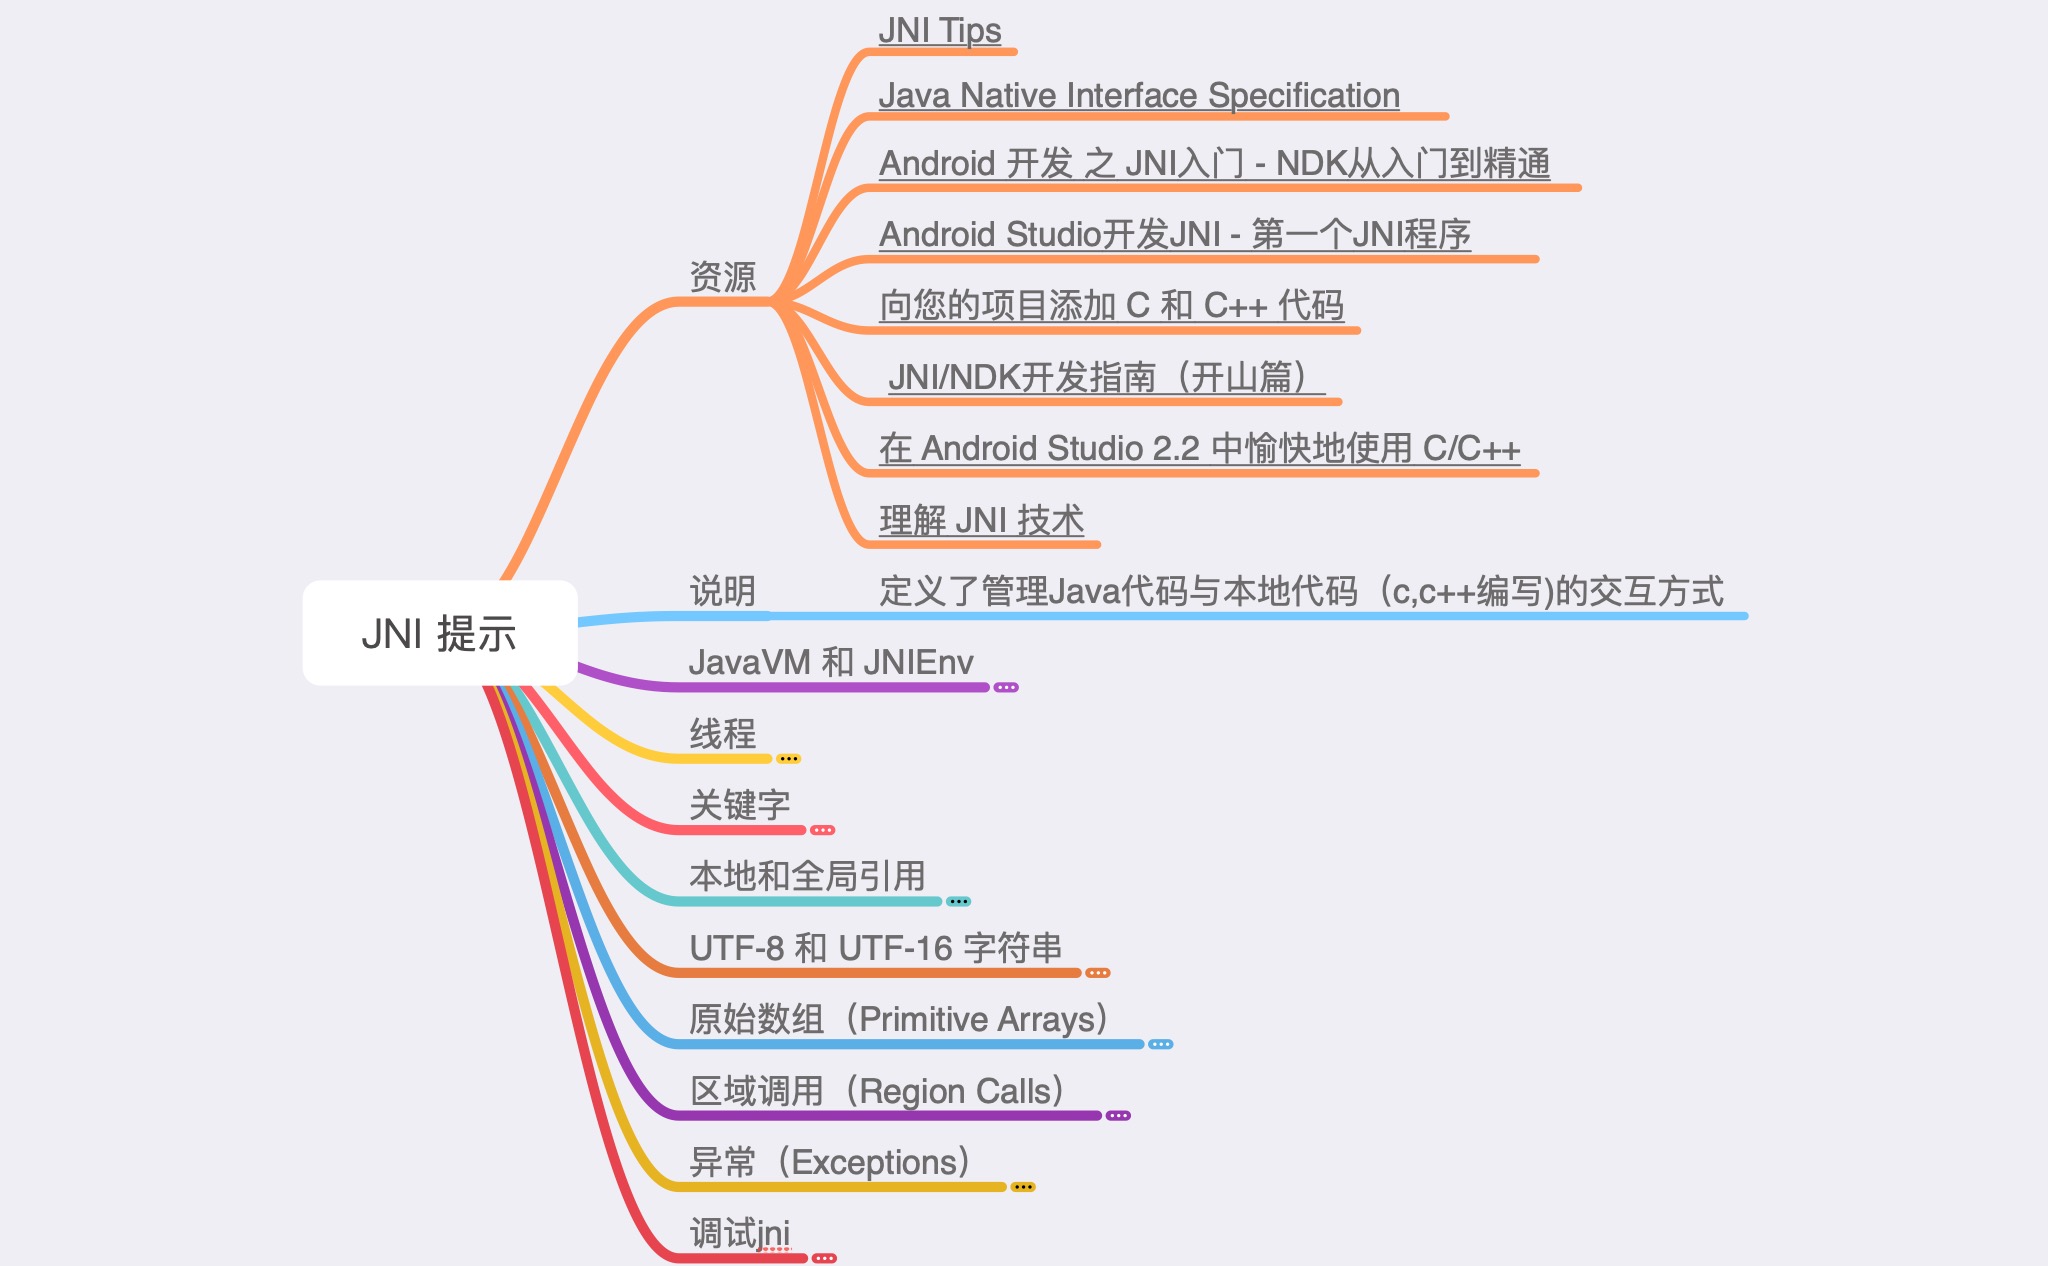 JNI Tips
Java Native Interface Specification
Android 开发 之 JNI入门 - NDK从入门到精通
Android Studio开发JNI - 第一个JNI程序
资源
向您的项目添加 C 和 C++ 代码
JNI/NDK开发指南（开山篇）
在 Android Studio 2.2 中愉快地使用 C/C++
理解 JNI 技术
说明
定义了管理Java代码与本地代码（c,c++编写)的交互方式
JNI 提示
JavaVM 和 JNIEnv
线程
关键字
本地和全局引用
UTF-8 和 UTF-16 字符串
原始数组（Primitive Arrays）
区域调用（Region Calls）
异常（Exceptions）
调试jni